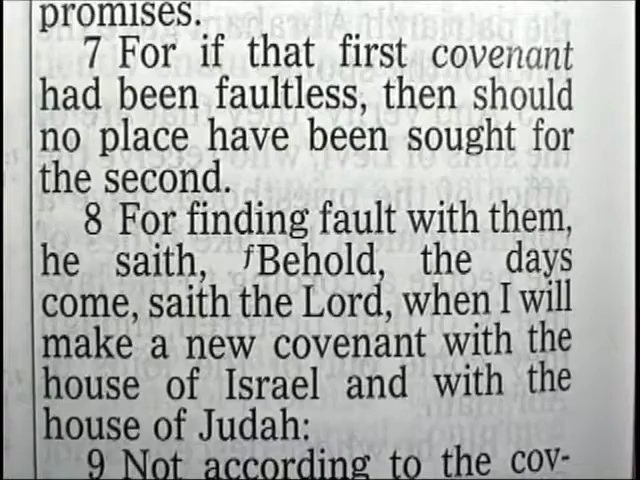 promises.
7 For if that first covenant
had been faultless, then should
no place have been sought for
the second.
8 For finding fault with them,
he saith, fBehold, the days
come, saith the Lord, when I will
make a new covenant with the
house of Israel and with the
house of Judah:
9 Not according to the cov-